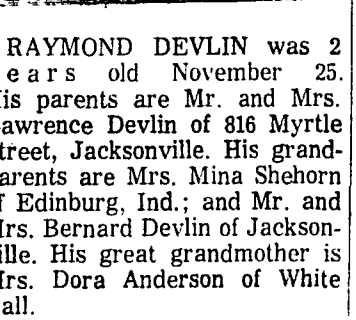 RAYMOND DEVLIN was 2
ears old November 25.
is parents are Mr. and Mrs.
awrence Devlin of 816 Myrtle
treet, Jacksonville. His grand-
arents are Mrs. Mina Shehorn
f Edinburg, Ind.; and Mr. and
rs. Bernard Devlin of Jackson-
ille. His great grandmother is
rs. Dora Anderson of White
all.